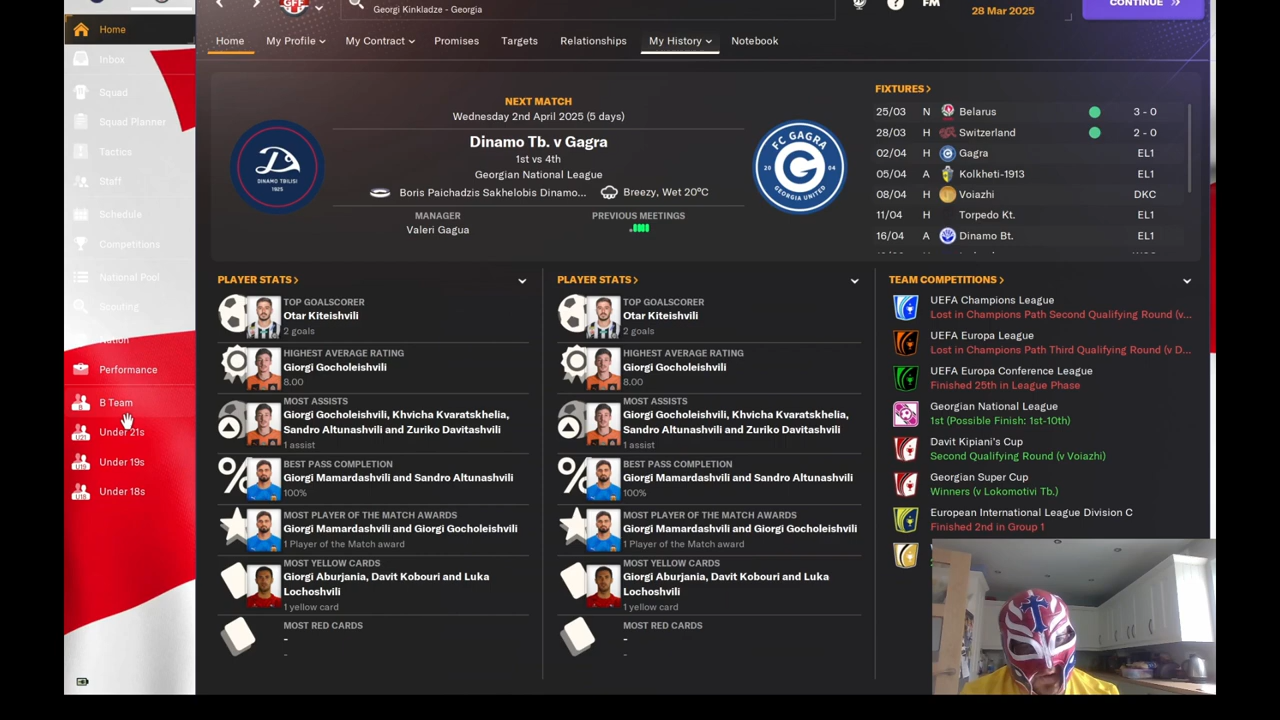 Georgi Kinkladze - Georgia
FM
28 Mar 2025
CONTINUE
Home
My Profile
My Contract
Promises
Targets
Relationships
My History
Notebook
Home
Inbox
Squad
Squad Planner
Tactics
Staff
Schedule
Competitions
National Pool
Scouting
Nation
Performance
B Team
Under 21s
Under 19s
Under 18s
NEXT MATCH
Wednesday 2nd April 2025 (5 days)
Dinamo Tb. v Gagra
1st vs 4th
Georgian National League
Boris Paichadzis Sakhelobis Dinamo...
Breezy, Wet 20ºC
MANAGER
Valeri Gagua
PREVIOUS MEETINGS
DINAMO TBILISI
1925
FC GAGRA
20 04
GEORGIA UNITED
FIXTURES
25/03 N Belarus 3 - 0
28/03 H Switzerland 2 - 0
02/04 H Gagra EL1
05/04 A Kolkheti-1913 EL1
08/04 H Voiazhi DKC
11/04 H Torpedo Kt. EL1
16/04 A Dinamo Bt. EL1
PLAYER STATS
TOP GOALSCORER
Otar Kiteishvili
2 goals
HIGHEST AVERAGE RATING
Giorgi Gocholeishvili
8.00
MOST ASSISTS
Giorgi Gocholeishvili, Khvicha Kvaratskhelia,
Sandro Altunashvili and Zuriko Davitashvili
1 assist
BEST PASS COMPLETION
Giorgi Mamardashvili and Sandro Altunashvili
100%
MOST PLAYER OF THE MATCH AWARDS
Giorgi Mamardashvili and Giorgi Gocholeishvili
1 Player of the Match award
MOST YELLOW CARDS
Giorgi Aburjania, Davit Kobouri and Luka
Lochoshvili
1 yellow card
MOST RED CARDS
-
-
PLAYER STATS
TOP GOALSCORER
Otar Kiteishvili
2 goals
HIGHEST AVERAGE RATING
Giorgi Gocholeishvili
8.00
MOST ASSISTS
Giorgi Gocholeishvili, Khvicha Kvaratskhelia,
Sandro Altunashvili and Zuriko Davitashvili
1 assist
BEST PASS COMPLETION
Giorgi Mamardashvili and Sandro Altunashvili
100%
MOST PLAYER OF THE MATCH AWARDS
Giorgi Mamardashvili and Giorgi Gocholeishvili
1 Player of the Match award
MOST YELLOW CARDS
Giorgi Aburjania, Davit Kobouri and Luka
Lochoshvili
1 yellow card
MOST RED CARDS
-
-
TEAM COMPETITIONS
UEFA Champions League
Lost in Champions Path Second Qualifying Round (v...
UEFA Europa League
Lost in Champions Path Third Qualifying Round (v D...
UEFA Europa Conference League
Finished 25th in League Phase
Georgian National League
1st (Possible Finish: 1st-10th)
Davit Kipiani's Cup
Second Qualifying Round (v Voiazhi)
Georgian Super Cup
Winners (v Lokomotivi Tb.)
European International League Division C
Finished 2nd in Group 1